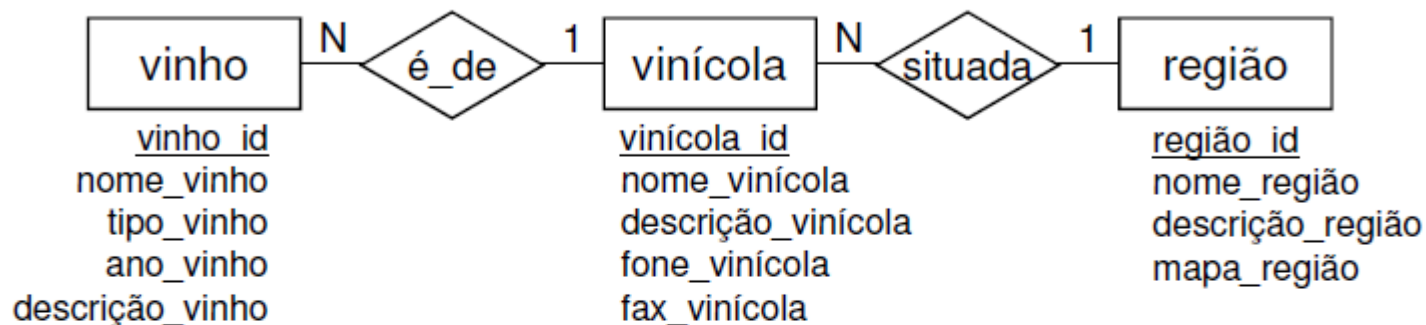 vinho N é_de 1 vinícola N situada 1 região
vinho_id
nome_vinho
tipo_vinho
ano_vinho
descrição_vinho
vinícola_id
nome_vinícola
descrição_vinícola
fone_vinícola
fax_vinícola
região_id
nome_região
descrição_região
mapa_região